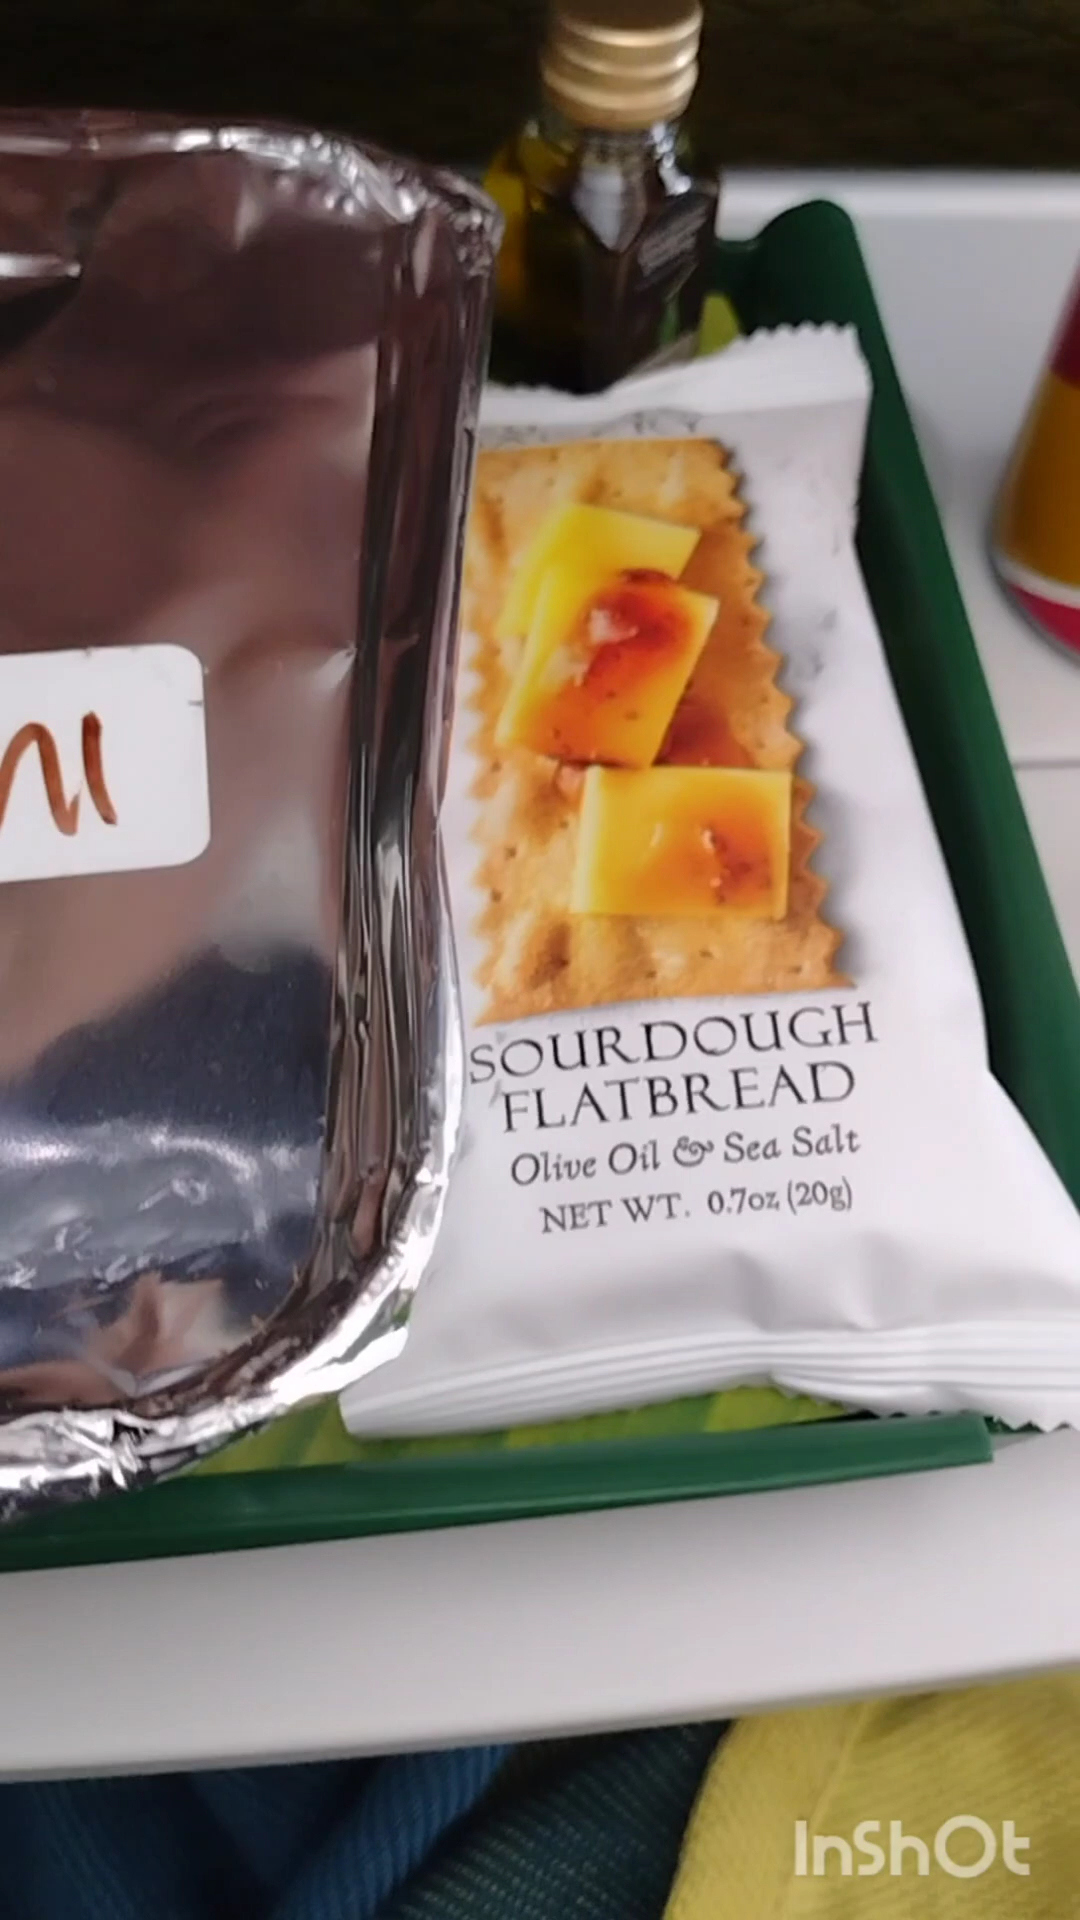 SOURDOUGH
FLATBREAD
Olive Oil & Sea Salt
NET WT. 0.7oz (20g)
InShOt